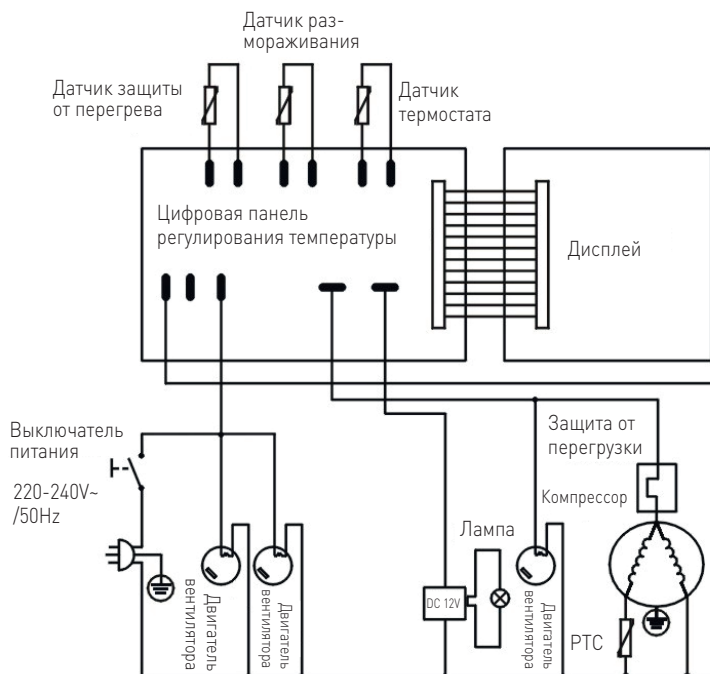 Датчик раз-
мораживания
Датчик защиты
от перегрева
Датчик
термостата
Цифровая панель
регулирования температуры
Дисплей
Выключатель
питания
220-240V~
/50Hz
Защита от
перегрузки
Компрессор
Лампа
DC 12V
Двигатель
вентилятора
Двигатель
вентилятора
Двигатель
вентилятора
PTC